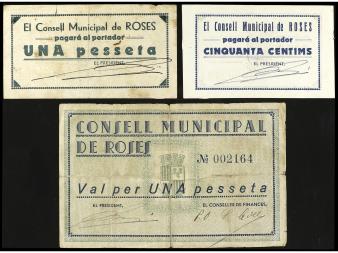 El Consell Municipal de ROSES
pagará al portador
UNA pesseta
EL PRESIDENT,
El Consell Municipal de ROSES
pagará al portador
CINQUANTA CENTIMS
EL PRESIDENT,
CONSELL MUNICIPAL
DE ROSES
№ 002164
Val per UNA pesseta
EL PRESIDENT,
EL CONSELLER DE FINANCES,
P.O.